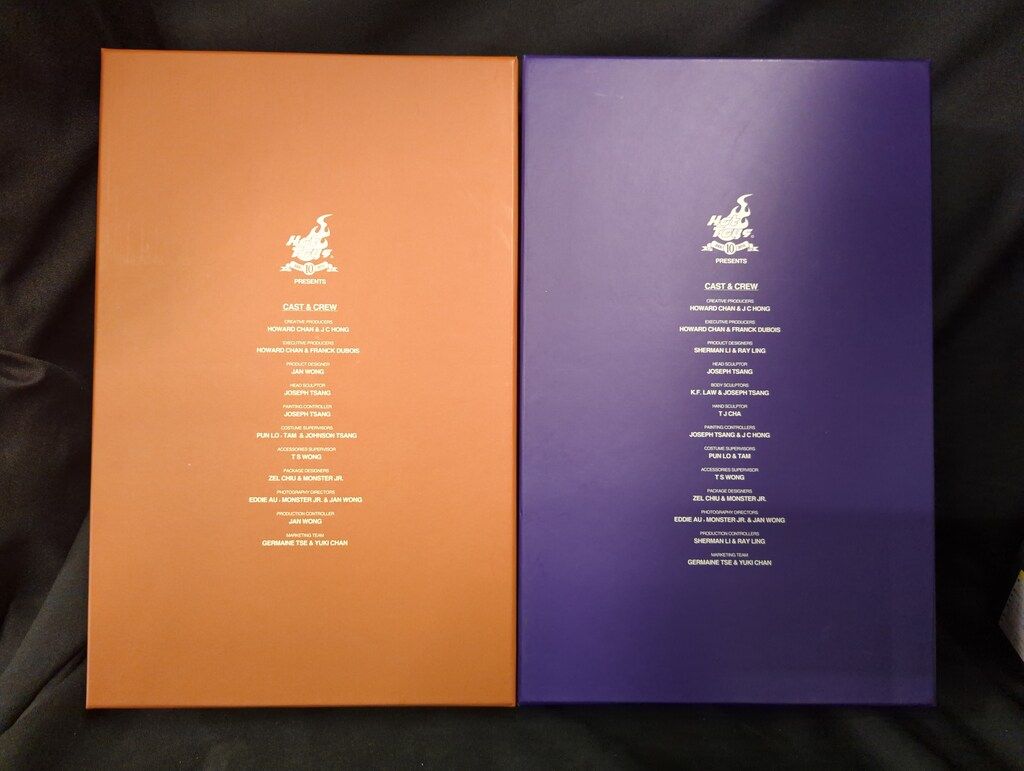 Hot
Toys
10
PRESENTS
CAST & CREW
CREATIVE PRODUCERS
HOWARD CHAN & J C HONG
EXECUTIVE PRODUCERS
HOWARD CHAN & FRANCK DUBOIS
PRODUCT DESIGNER
JAN WONG
HEAD SCULPTOR
JOSEPH TSANG
PAINTING CONTROLLER
JOSEPH TSANG
COSTUME SUPERVISORS
PUN LO . TAM & JOHNSON TSANG
ACCESSORIES SUPERVISOR
T S WONG
PACKAGE DESIGNERS
ZEL CHIU & MONSTER JR.
PHOTOGRAPHY DIRECTORS
EDDIE AU . MONSTER JR. & JAN WONG
PRODUCTION CONTROLLER
JAN WONG
MARKETING TEAM
GERMAINE TSE & YUKI CHAN
Hot
Toys
10
PRESENTS
CAST & CREW
CREATIVE PRODUCERS
HOWARD CHAN & J C HONG
EXECUTIVE PRODUCERS
HOWARD CHAN & FRANCK DUBOIS
PRODUCT DESIGNERS
SHERMAN LI & RAY LING
HEAD SCULPTOR
JOSEPH TSANG
BODY SCULPTORS
K.F. LAW & JOSEPH TSANG
HAND SCULPTOR
T J CHA
PAINTING CONTROLLERS
JOSEPH TSANG & J C HONG
COSTUME SUPERVISORS
PUN LO & TAM
ACCESSORIES SUPERVISOR
T S WONG
PACKAGE DESIGNERS
ZEL CHIU & MONSTER JR.
PHOTOGRAPHY DIRECTORS
EDDIE AU . MONSTER JR. & JAN WONG
PRODUCTION CONTROLLERS
SHERMAN LI & RAY LING
MARKETING TEAM
GERMAINE TSE & YUKI CHAN